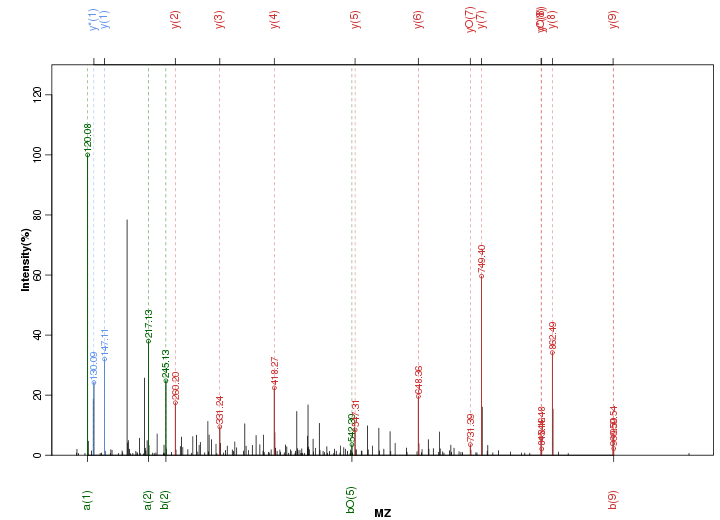 y*(1) y(1) y(2) y(3) y(4) y(5) y(6) yO(7) y(7) y(8) y(9)
Intensity(%)
0 20 40 60 80 100 120
120.08
130.09
147.11
217.13
245.13
260.20
331.24
418.27
547.31
648.36
731.39
749.40
862.49
a(1) a(2) b(2) bO(5) b(9)
MZ